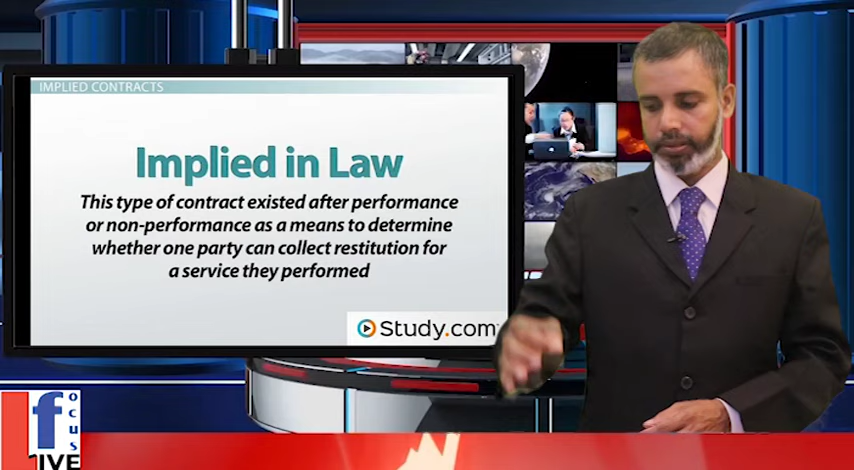 IMPLIED CONTRACTS
Implied in Law
This type of contract existed after performance
or non-performance as a means to determine
whether one party can collect restitution for
a service they performed
Study.com
f
ocus
LIVE